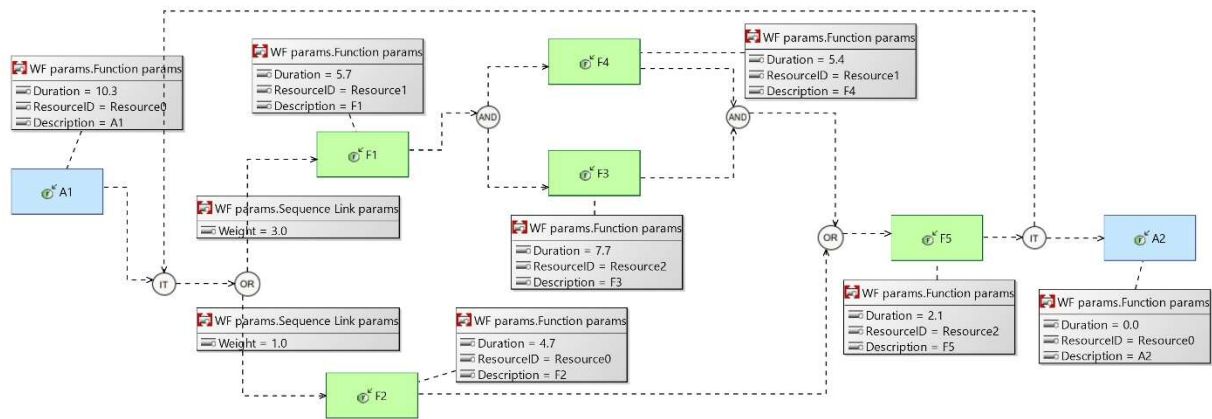 WF params.Function params
Duration = 10.3
ResourceID = Resource0
Description = A1
A1
WF params.Function params
Duration = 5.7
ResourceID = Resource1
Description = F1
F1
AND
F4
WF params.Function params
Duration = 5.4
ResourceID = Resource1
Description = F4
AND
F3
WF params.Function params
Duration = 7.7
ResourceID = Resource2
Description = F3
WF params.Sequence Link params
Weight = 3.0
IT
OR
WF params.Sequence Link params
Weight = 1.0
F2
WF params.Function params
Duration = 4.7
ResourceID = Resource0
Description = F2
OR
F5
WF params.Function params
Duration = 2.1
ResourceID = Resource2
Description = F5
IT
A2
WF params.Function params
Duration = 0.0
ResourceID = Resource0
Description = A2